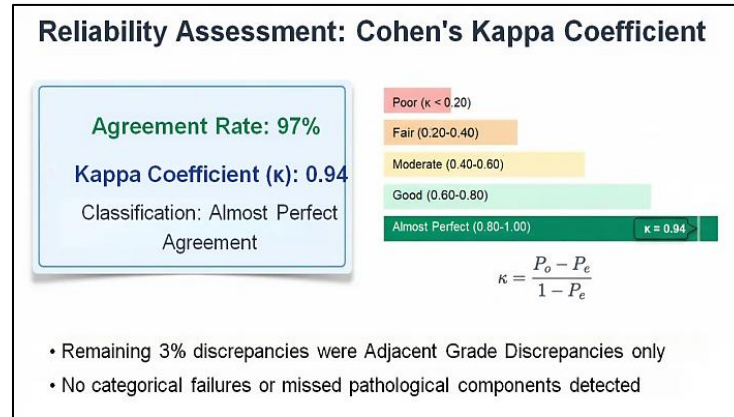 Reliability Assessment: Cohen's Kappa Coefficient
Agreement Rate: 97%
Kappa Coefficient (κ): 0.94
Classification: Almost Perfect
Agreement
Poor (κ < 0.20)
Fair (0.20-0.40)
Moderate (0.40-0.60)
Good (0.60-0.80)
Almost Perfect (0.80-1.00)
κ = 0.94
κ = (P_o − P_e) / (1 − P_e)
• Remaining 3% discrepancies were Adjacent Grade Discrepancies only
• No categorical failures or missed pathological components detected